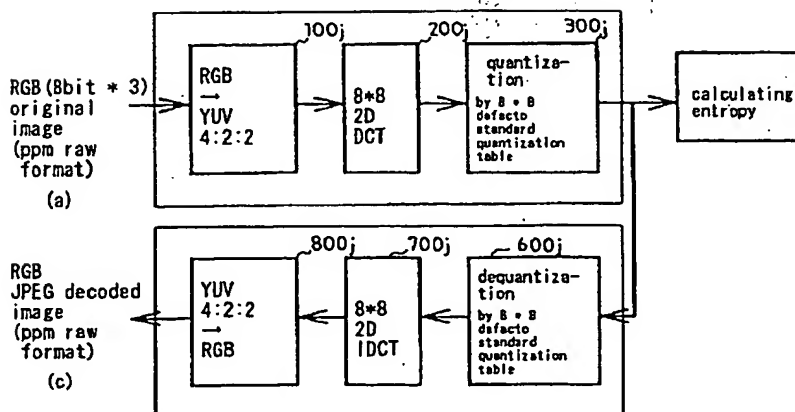 100j
200j
300j
RGB (8bit * 3)
original
image
(ppm raw
format)
(a)
RGB
→
YUV
4:2:2
8*8
2D
DCT
quantiza-
tion
by 8 * 8
defacto
standard
quantization
table
calculating
entropy
800j
700j
600j
RGB
JPEG decoded
image
(ppm raw
format)
(c)
YUV
4:2:2
→
RGB
8*8
2D
IDCT
dequantiza-
tion
by 8 * 8
defacto
standard
quantization
table